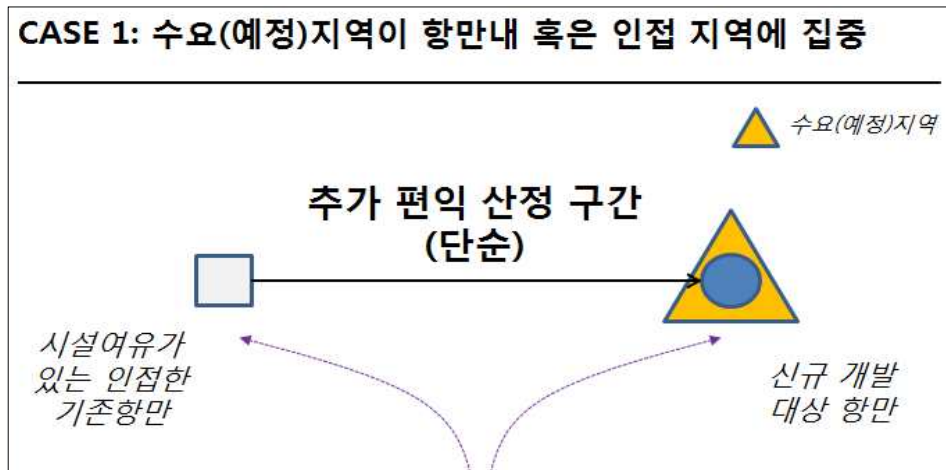 CASE 1: 수요(예정)지역이 항만내 혹은 인접 지역에 집중
수요(예정)지역
추가 편익 산정 구간
(단순)
시설여유가
있는 인접한
기존항만
신규 개발
대상 항만